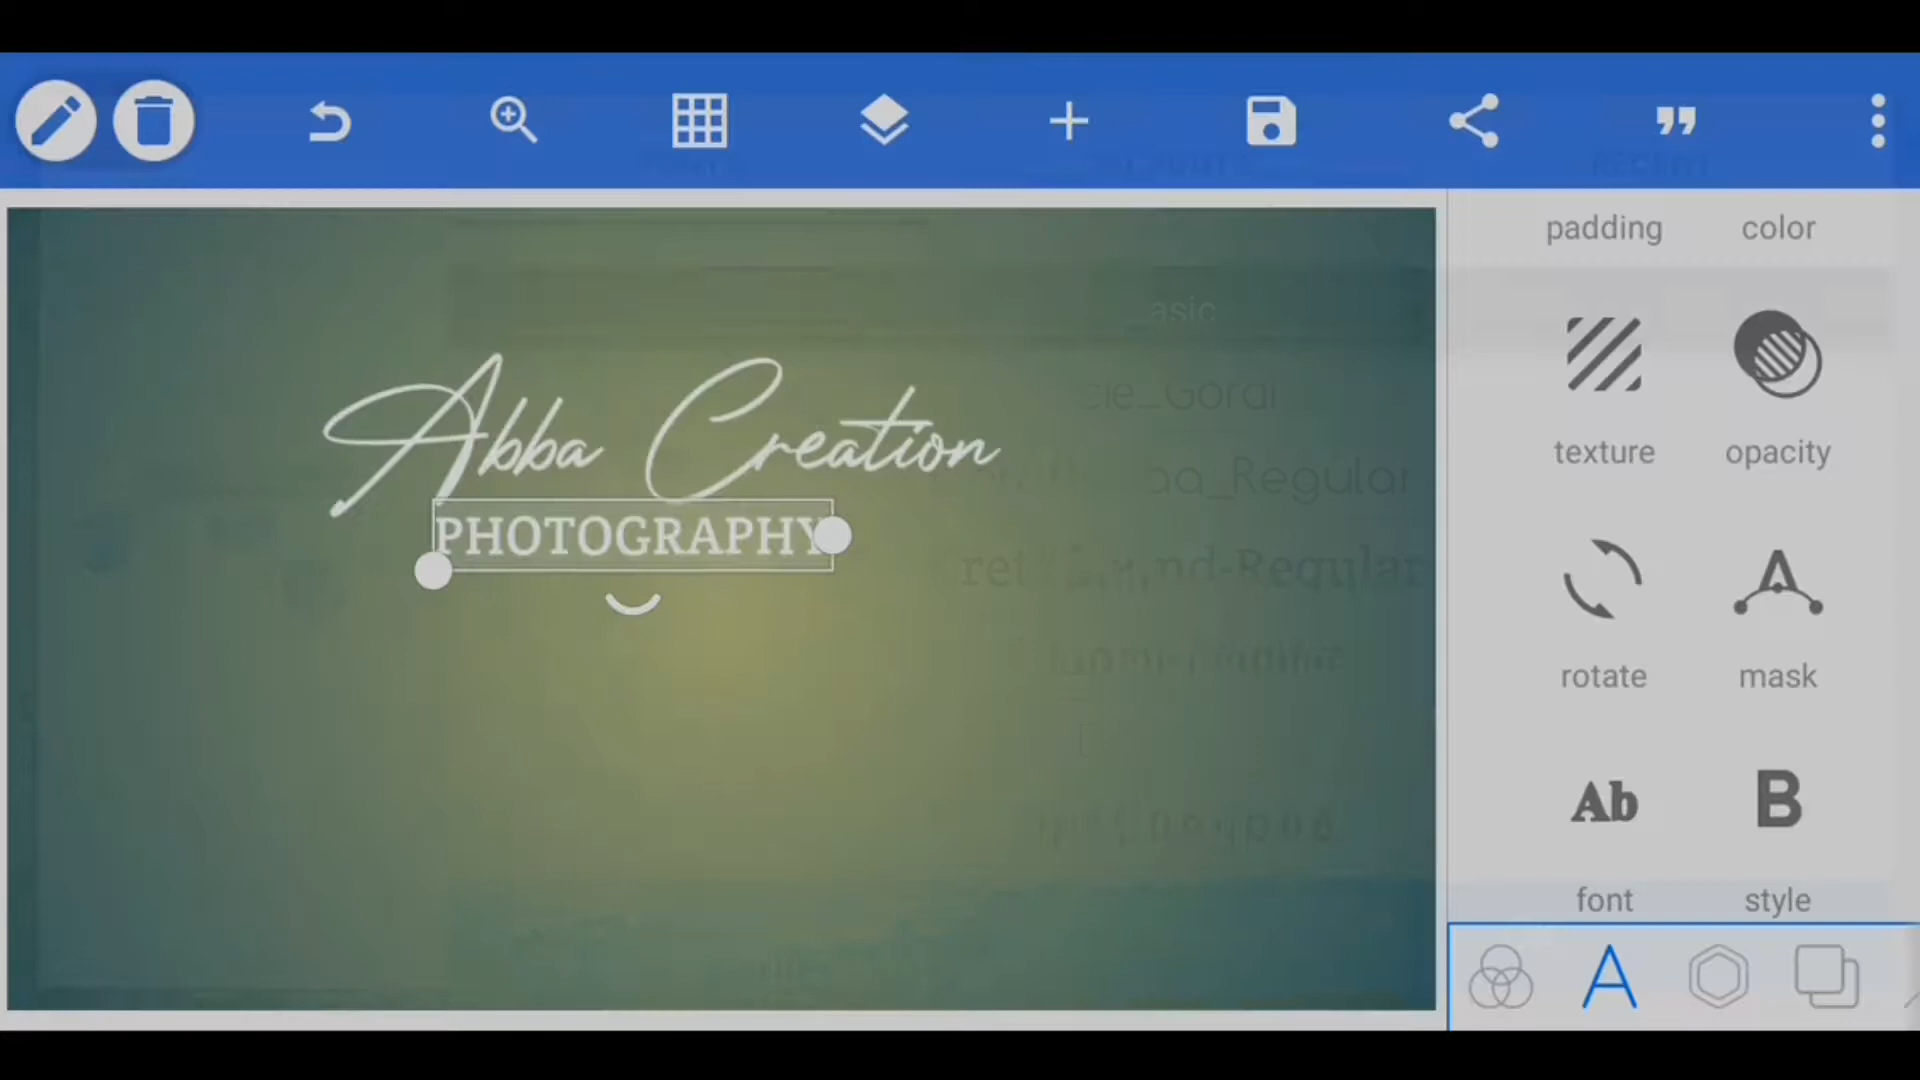 padding color
Abba Creation
PHOTOGRAPHY
texture opacity
rotate mask
Ab B
font style
A